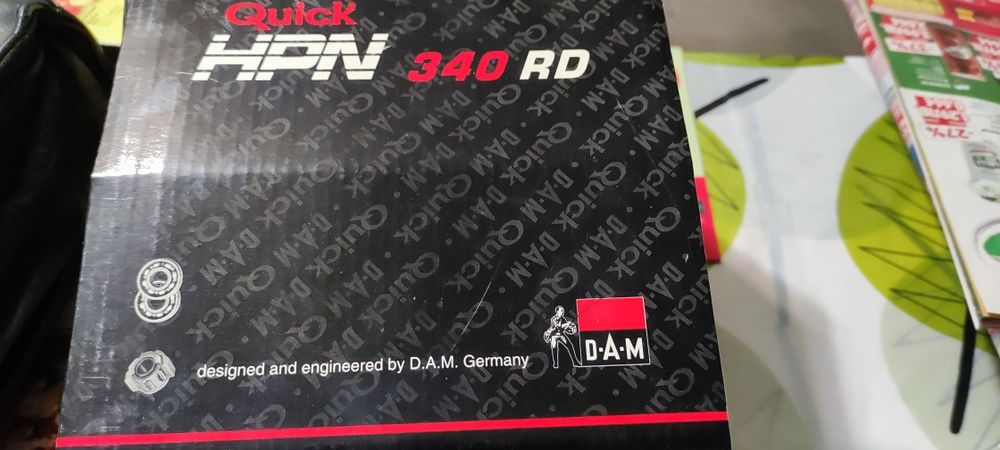 Quick
HPN 340 RD
designed and engineered by D.A.M. Germany
D·A·M